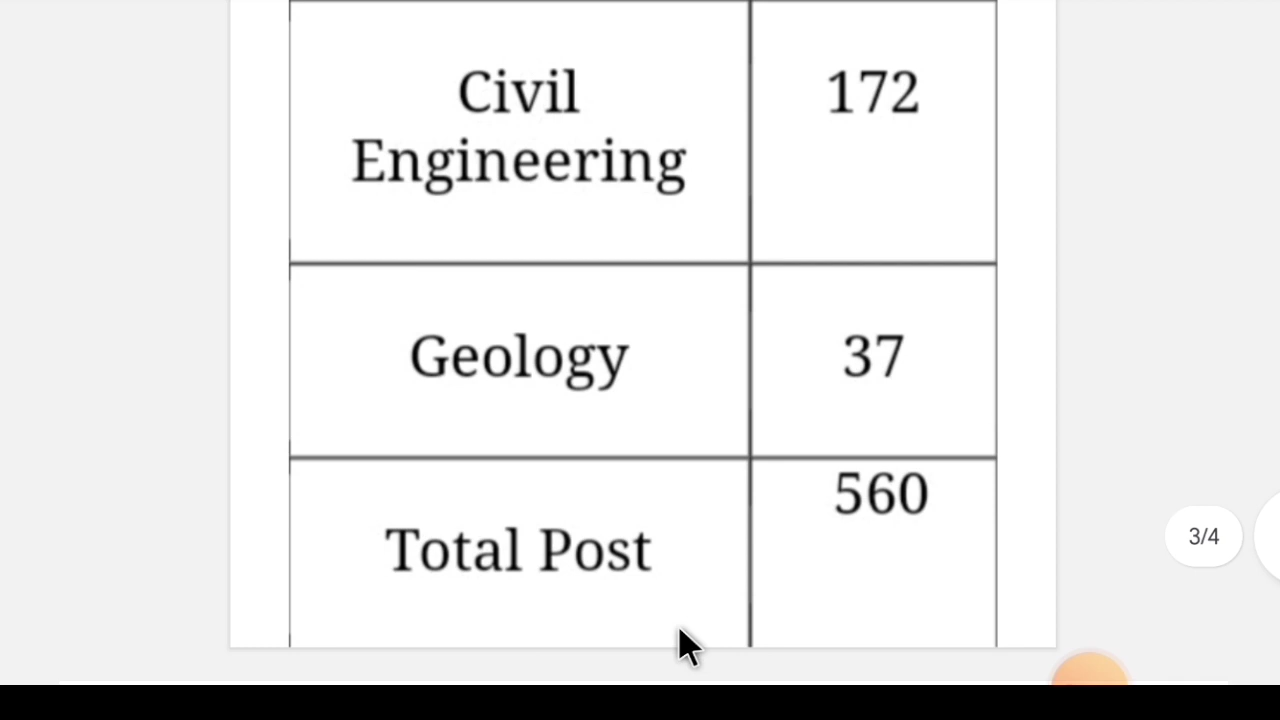 Civil
Engineering
172
Geology
37
Total Post
560
3/4